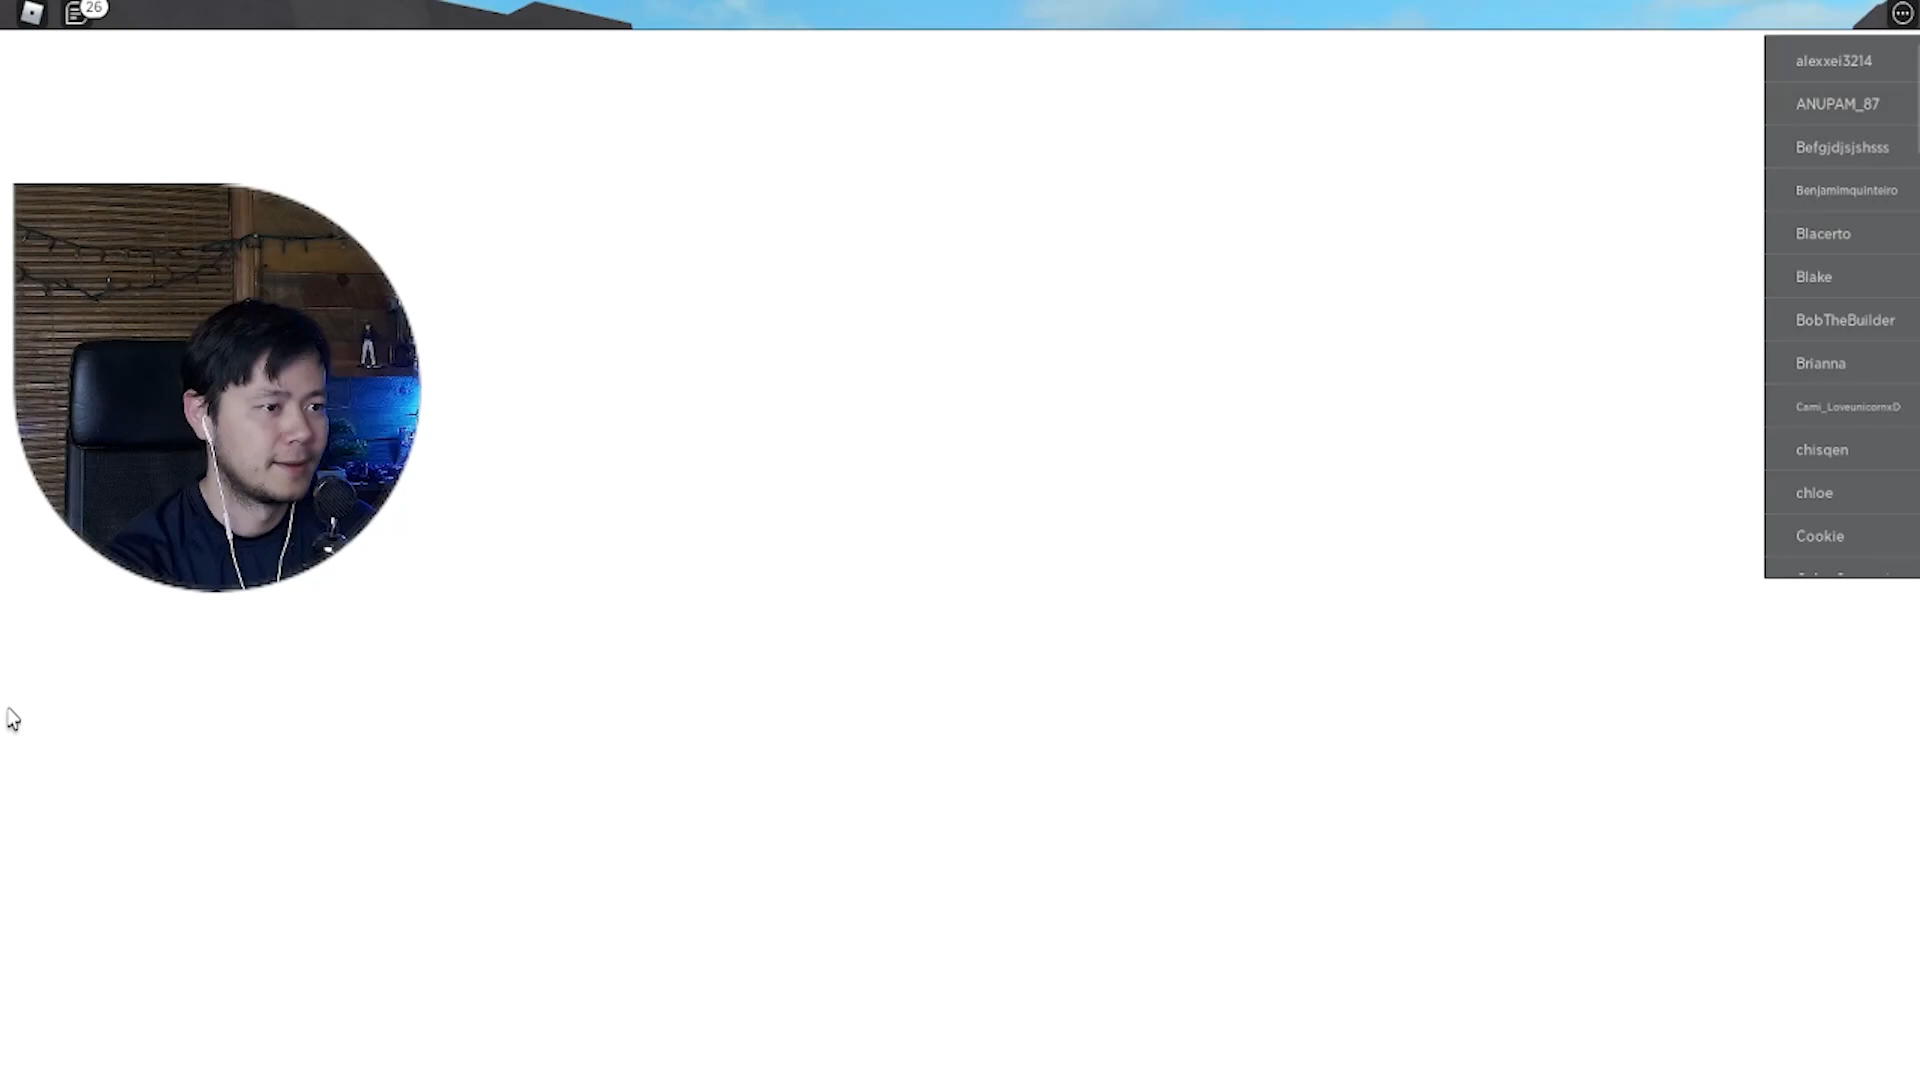 26
alexxei3214
ANUPAM_87
Befgjdjsjshsss
Benjamimquinteiro
Blacerto
Blake
BobTheBuilder
Brianna
Cami_LoveunicornxD
chisqen
chloe
Cookie